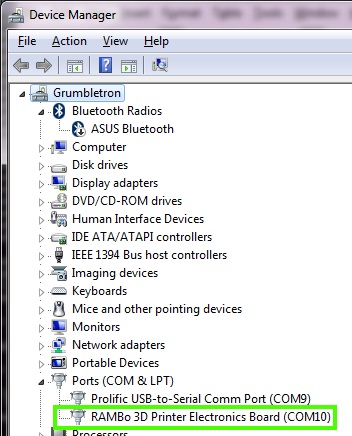 Device Manager
File Action View Help
Grumbletron
Bluetooth Radios
ASUS Bluetooth
Computer
Disk drives
Display adapters
DVD/CD-ROM drives
Human Interface Devices
IDE ATA/ATAPI controllers
IEEE 1394 Bus host controllers
Imaging devices
Keyboards
Mice and other pointing devices
Monitors
Network adapters
Portable Devices
Ports (COM & LPT)
Prolific USB-to-Serial Comm Port (COM9)
RAMBo 3D Printer Electronics Board (COM10)
Processors